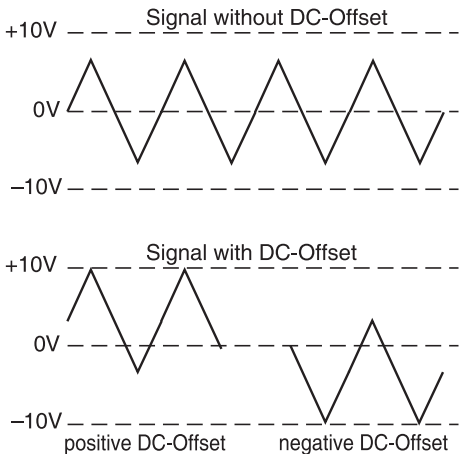 Signal without DC-Offset
+10V
0V
–10V
Signal with DC-Offset
+10V
0V
–10V
positive DC-Offset negative DC-Offset